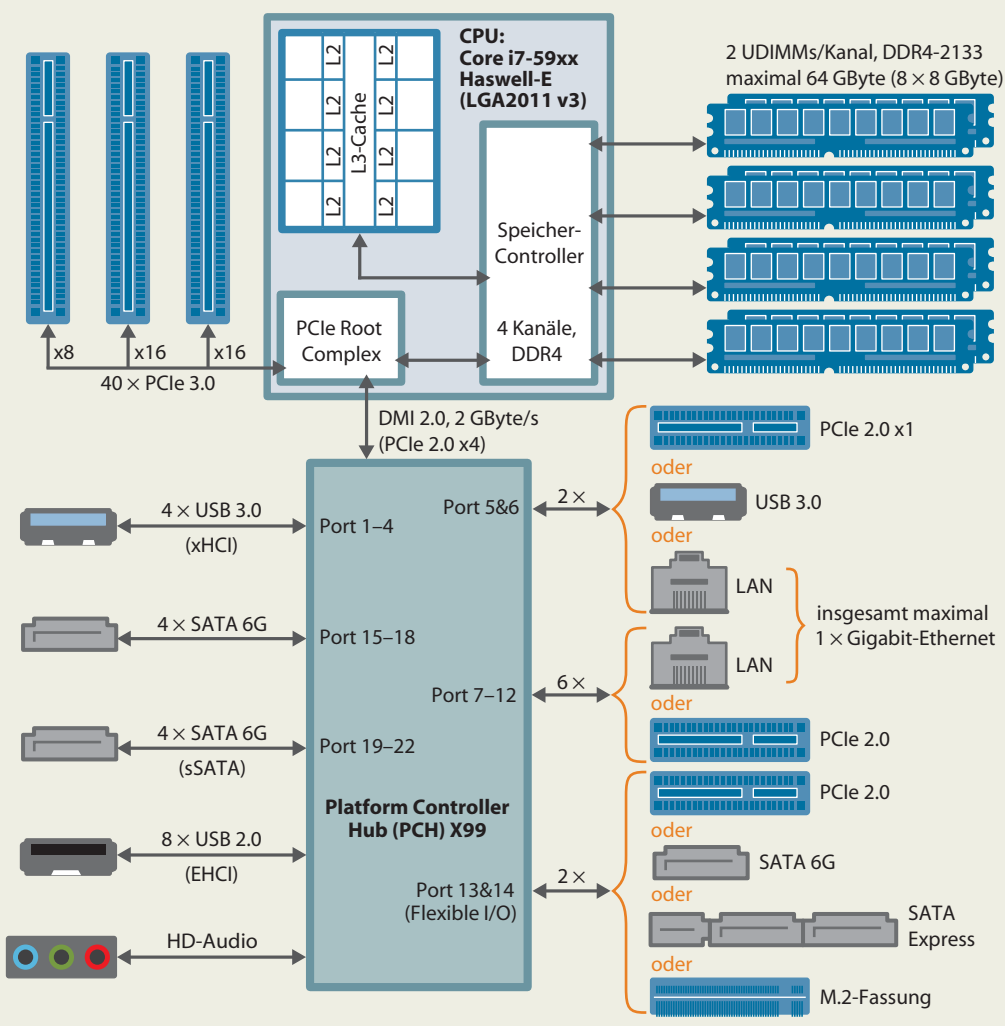 CPU:
Core i7-59xx
Haswell-E
(LGA2011 v3)
L2
L2
L2
L2
L3-Cache
L2
L2
L2
L2
Speicher-
Controller
4 Kanäle,
DDR4
2 UDIMMs/Kanal, DDR4-2133
maximal 64 GByte (8 × 8 GByte)
PCIe Root
Complex
x8
x16
x16
40 × PCIe 3.0
DMI 2.0, 2 GByte/s
(PCIe 2.0 x4)
4 × USB 3.0
(xHCI)
Port 1–4
4 × SATA 6G
Port 15–18
4 × SATA 6G
(sSATA)
Port 19–22
Platform Controller
Hub (PCH) X99
8 × USB 2.0
(EHCI)
HD-Audio
Port 5&6
2 ×
PCIe 2.0 x1
oder
USB 3.0
oder
LAN
insgesamt maximal
1 × Gigabit-Ethernet
Port 7–12
6 ×
LAN
oder
PCIe 2.0
Port 13&14
(Flexible I/O)
2 ×
PCIe 2.0
oder
SATA 6G
oder
SATA
Express
oder
M.2-Fassung